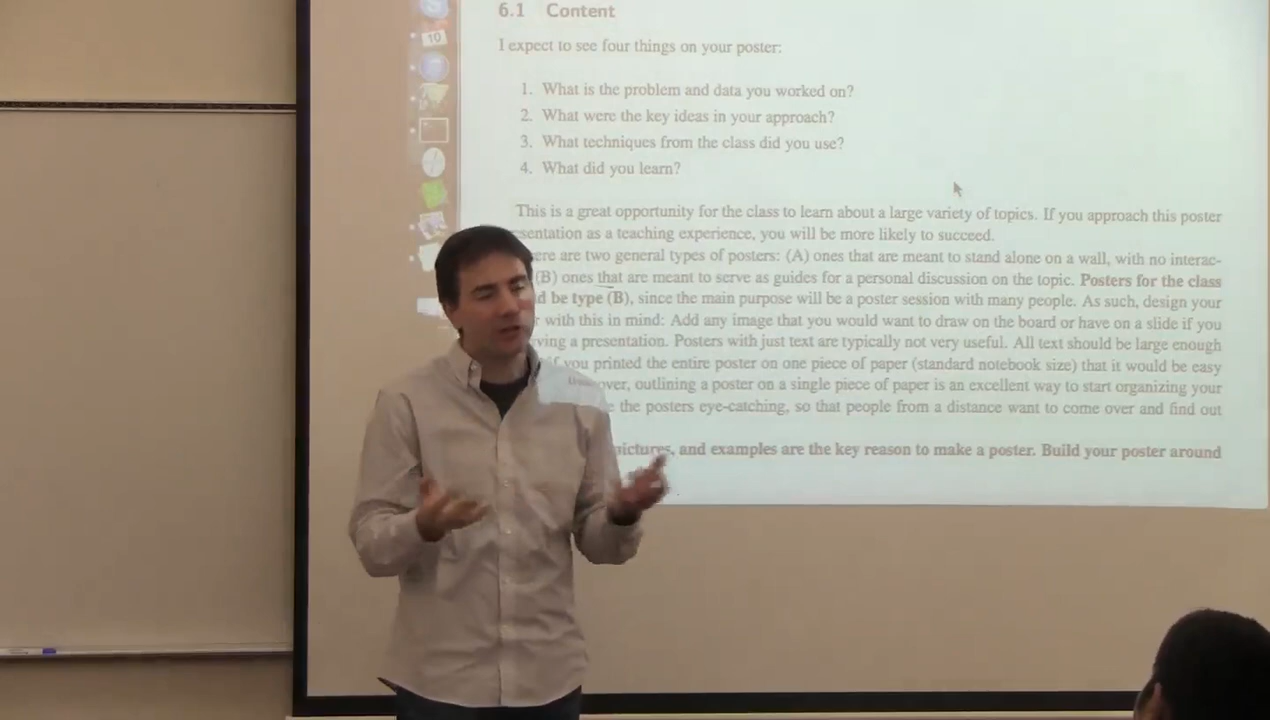 6.1 Content
I expect to see four things on your poster:
1. What is the problem and data you worked on?
2. What were the key ideas in your approach?
3. What techniques from the class did you use?
4. What did you learn?
This is a great opportunity for the class to learn about a large variety of topics. If you approach this poster
sentation as a teaching experience, you will be more likely to succeed.
ere are two general types of posters: (A) ones that are meant to stand alone on a wall, with no interac-
(B) ones that are meant to serve as guides for a personal discussion on the topic. Posters for the class
d be type (B), since the main purpose will be a poster session with many people. As such, design your
r with this in mind: Add any image that you would want to draw on the board or have on a slide if you
ving a presentation. Posters with just text are typically not very useful. All text should be large enough
if you printed the entire poster on one piece of paper (standard notebook size) that it would be easy
over, outlining a poster on a single piece of paper is an excellent way to start organizing your
e the posters eye-catching, so that people from a distance want to come over and find out
pictures, and examples are the key reason to make a poster. Build your poster around
10